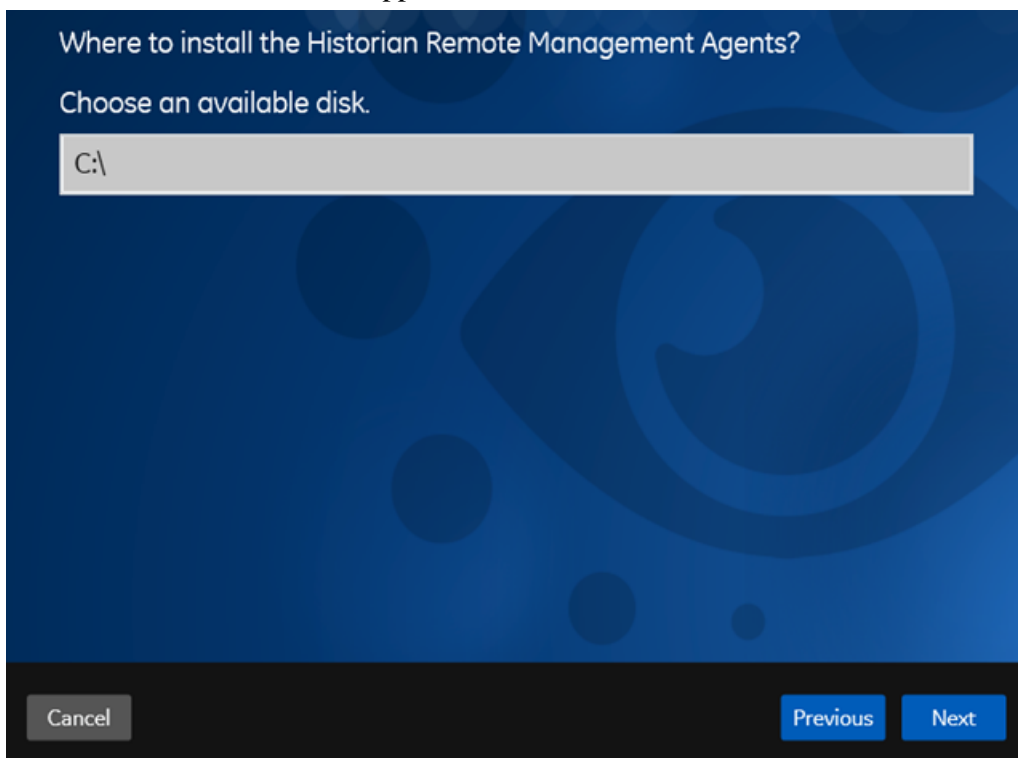 Where to install the Historian Remote Management Agents?
Choose an available disk.
C:\
Cancel
Previous
Next